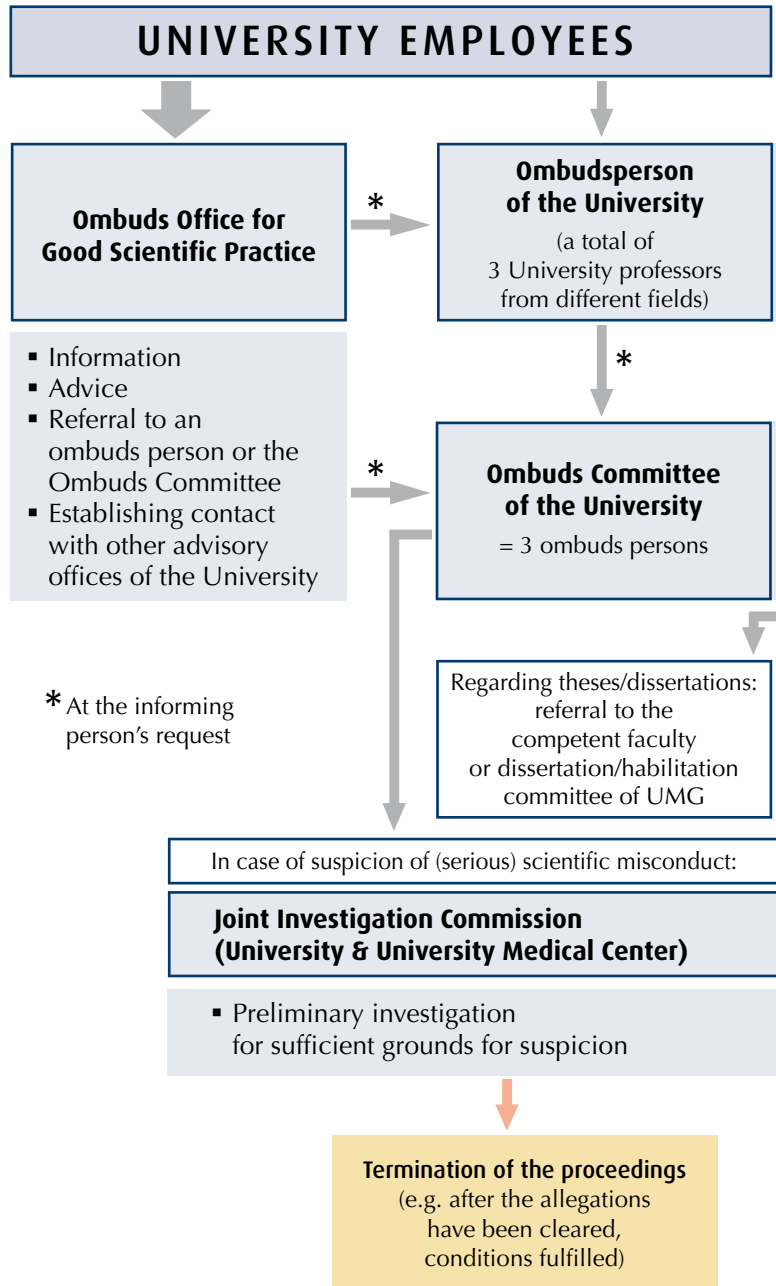 UNIVERSITY EMPLOYEES
Ombuds Office for
Good Scientific Practice
*
Ombudsperson
of the University
(a total of
3 University professors
from different fields)
*
▪ Information
▪ Advice
▪ Referral to an
ombuds person or the
Ombuds Committee
▪ Establishing contact
with other advisory
offices of the University
*
Ombuds Committee
of the University
= 3 ombuds persons
* At the informing
person's request
Regarding theses/dissertations:
referral to the
competent faculty
or dissertation/habilitation
committee of UMG
In case of suspicion of (serious) scientific misconduct:
Joint Investigation Commission
(University & University Medical Center)
▪ Preliminary investigation
for sufficient grounds for suspicion
Termination of the proceedings
(e.g. after the allegations
have been cleared,
conditions fulfilled)